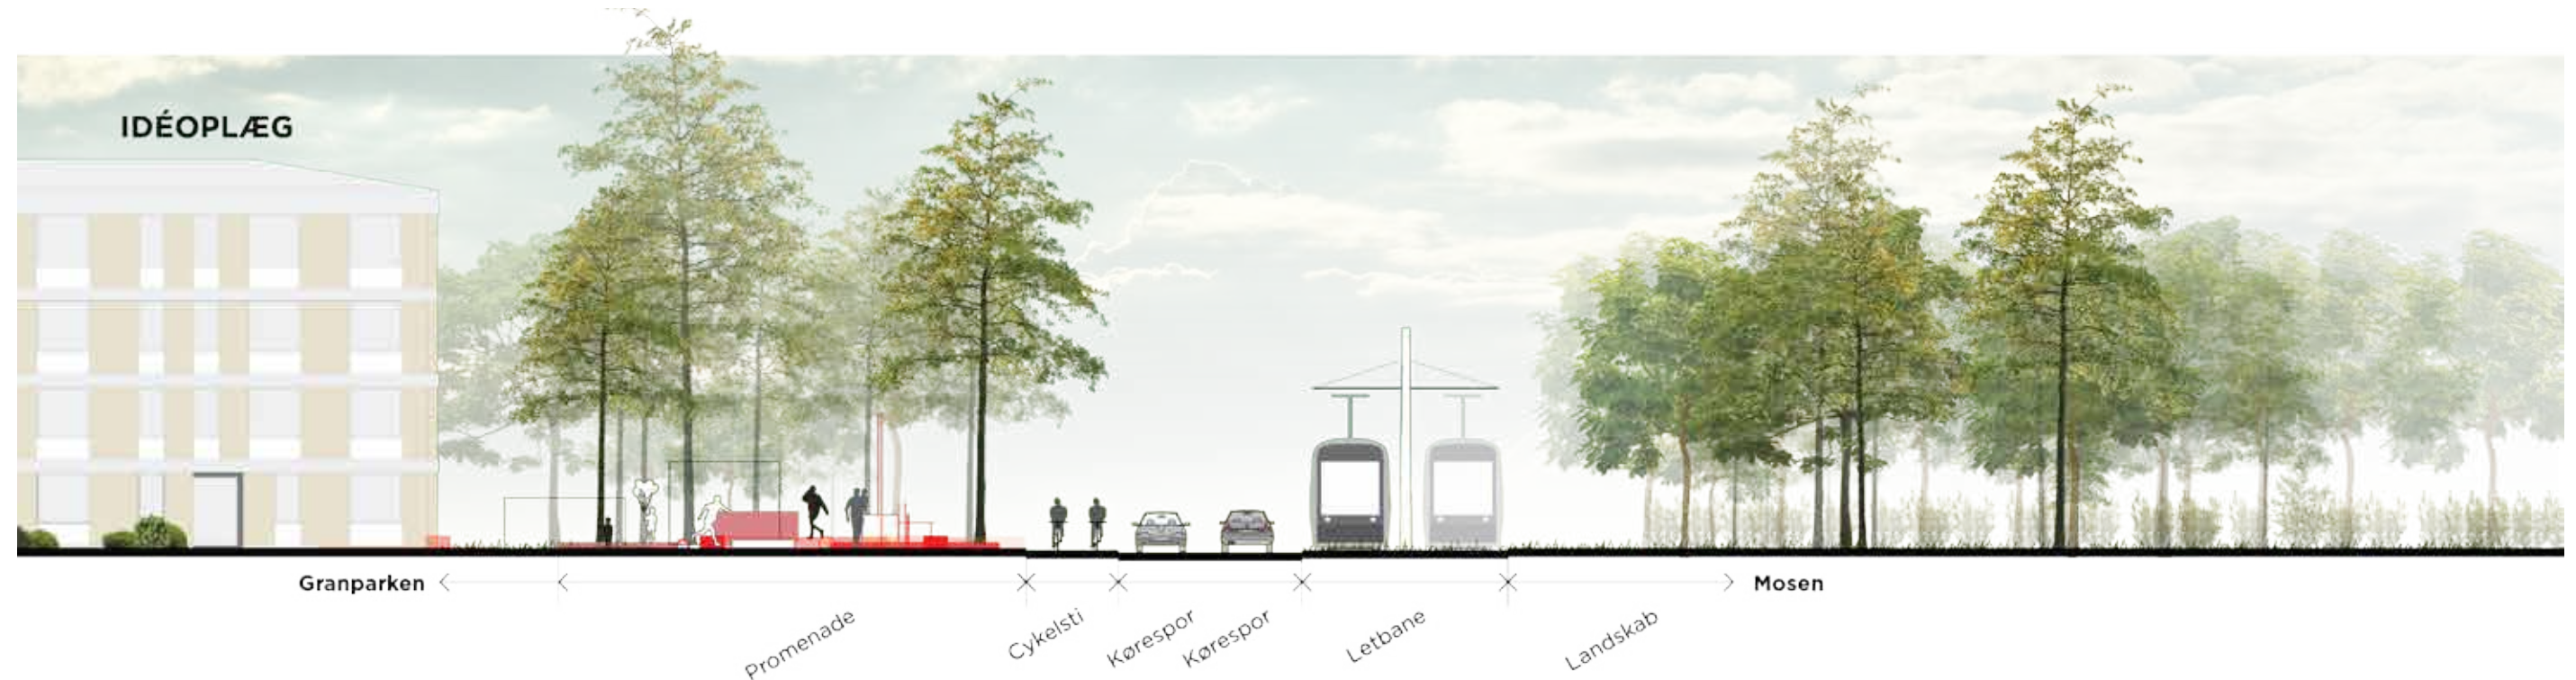 IDÉOPLÆG
Granparken
Mosen
Promenade
Cykelsti
Kørespor
Kørespor
Letbane
Landskab